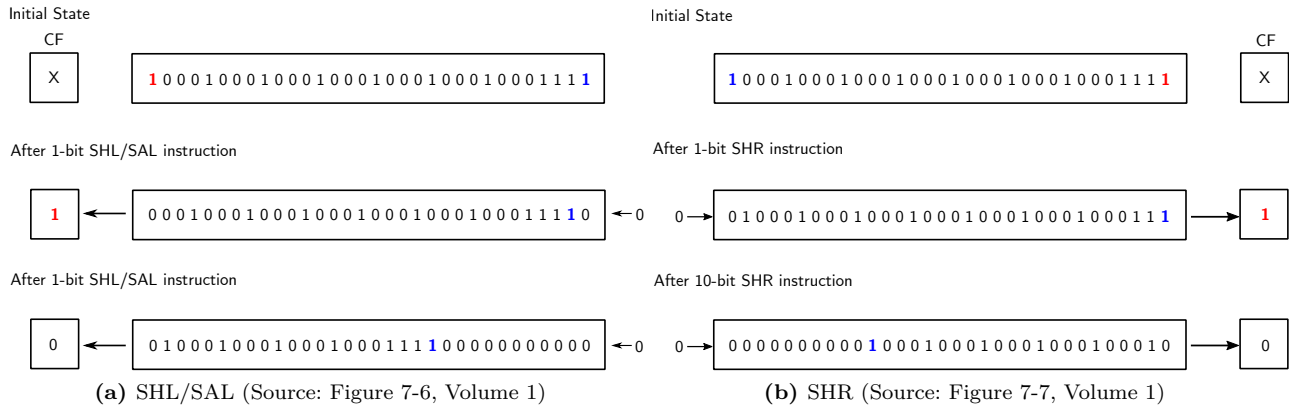 Initial State
CF
X
1 0 0 0 1 0 0 0 1 0 0 0 1 0 0 0 1 0 0 0 1 0 0 0 1 0 0 0 1 1 1 1
After 1-bit SHL/SAL instruction
1
0 0 0 1 0 0 0 1 0 0 0 1 0 0 0 1 0 0 0 1 0 0 0 1 0 0 0 1 1 1 1 0
0
After 1-bit SHL/SAL instruction
0
0 1 0 0 0 1 0 0 0 1 0 0 0 1 0 0 0 1 1 1 1 0 0 0 0 0 0 0 0 0 0 0
0
(a) SHL/SAL (Source: Figure 7-6, Volume 1)
Initial State
CF
1 0 0 0 1 0 0 0 1 0 0 0 1 0 0 0 1 0 0 0 1 0 0 0 1 0 0 0 1 1 1 1
X
After 1-bit SHR instruction
0
0 1 0 0 0 1 0 0 0 1 0 0 0 1 0 0 0 1 0 0 0 1 0 0 0 1 0 0 0 1 1 1
1
After 10-bit SHR instruction
0
0 0 0 0 0 0 0 0 0 0 1 0 0 0 1 0 0 0 1 0 0 0 1 0 0 0 1 0 0 0 1 0
0
(b) SHR (Source: Figure 7-7, Volume 1)